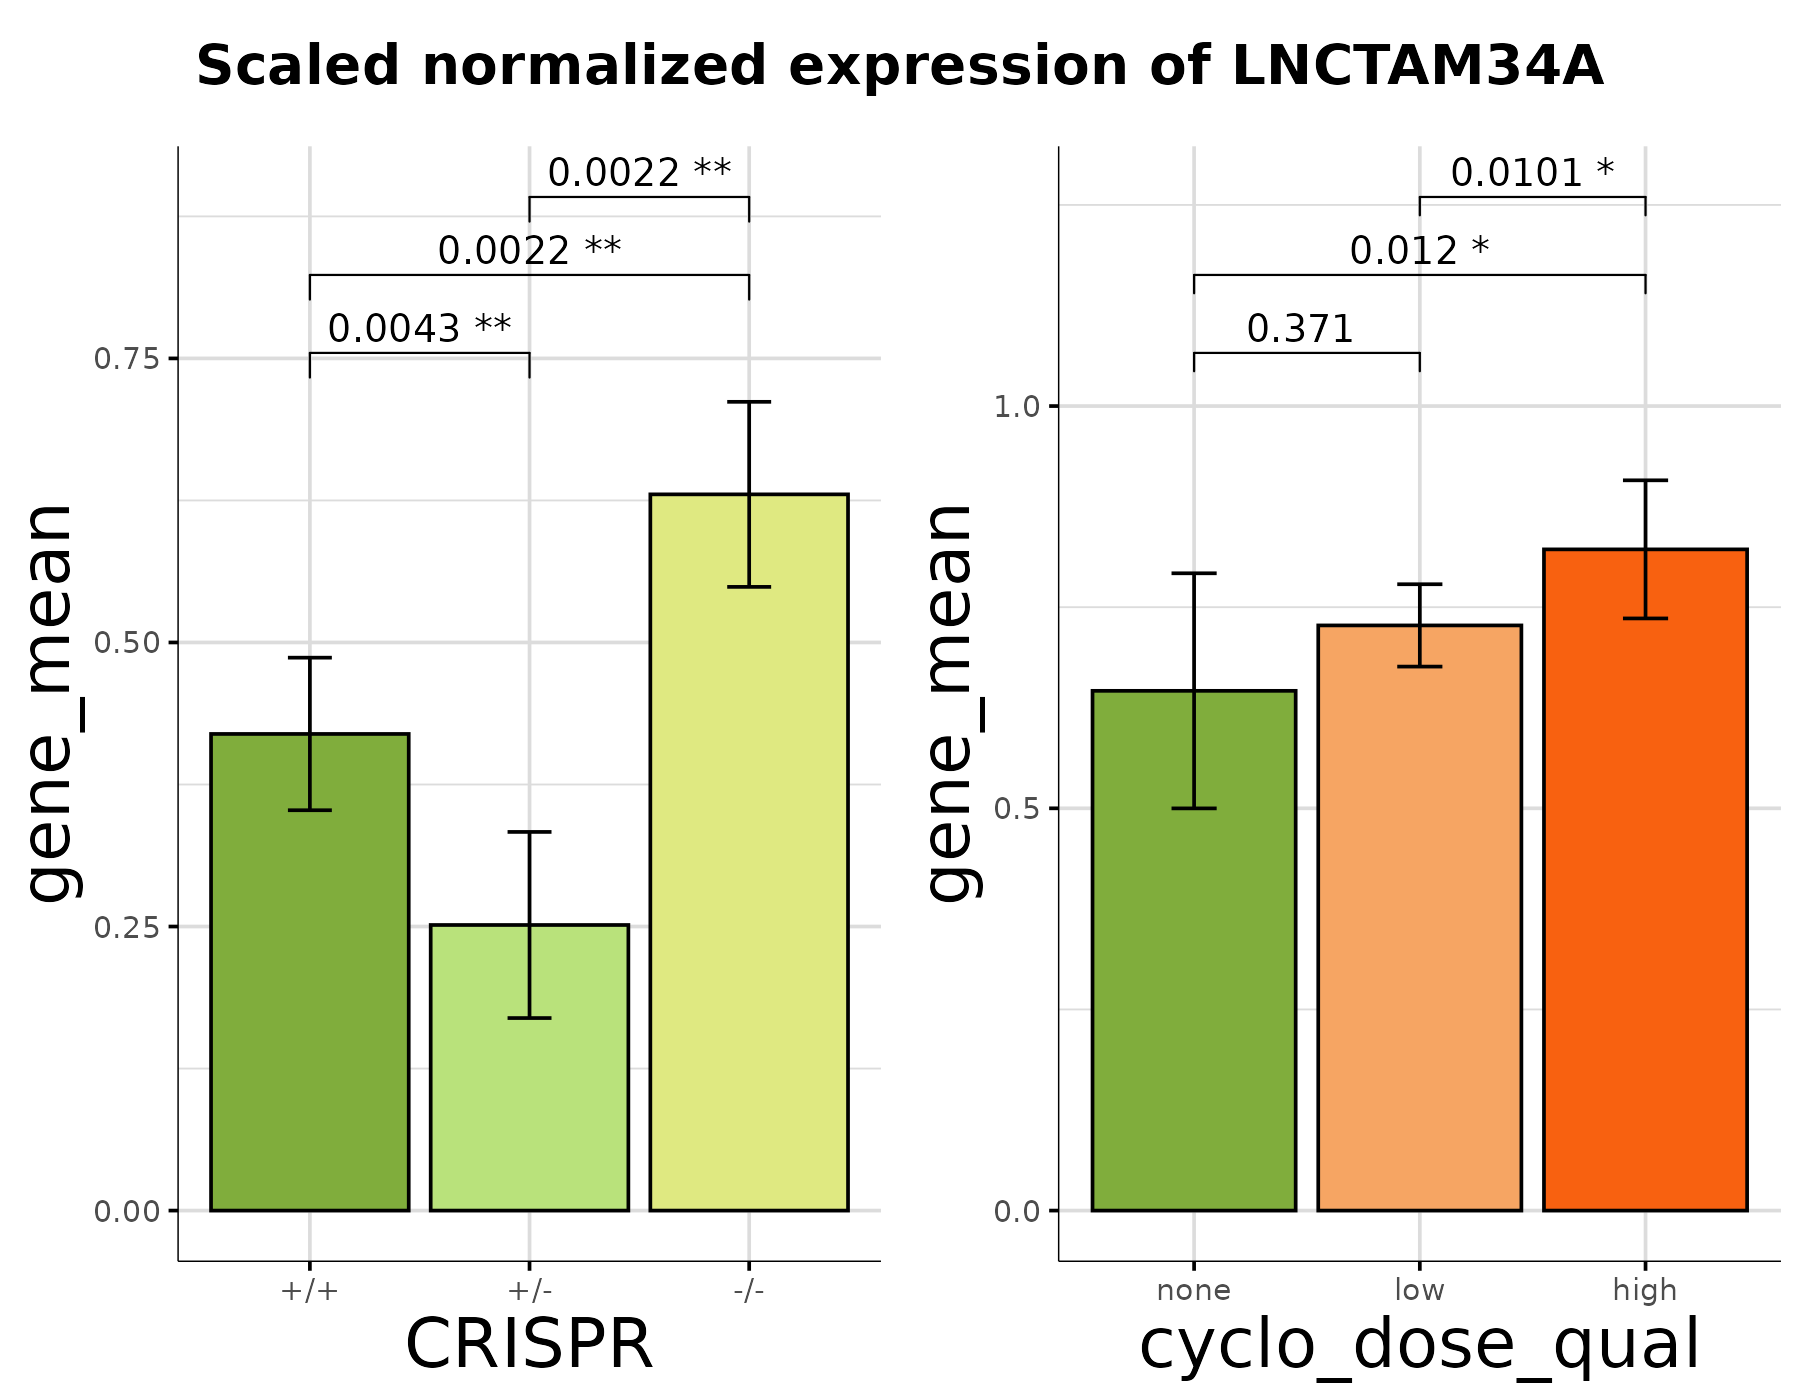 Scaled normalized expression of LNCTAM34A
gene_mean
0.75
0.50
0.25
0.00
0.0022 **
0.0022 **
0.0043 **
+/+ +/- -/-
CRISPR
gene_mean
1.0
0.5
0.0
0.0101 *
0.012 *
0.371
none low high
cyclo_dose_qual